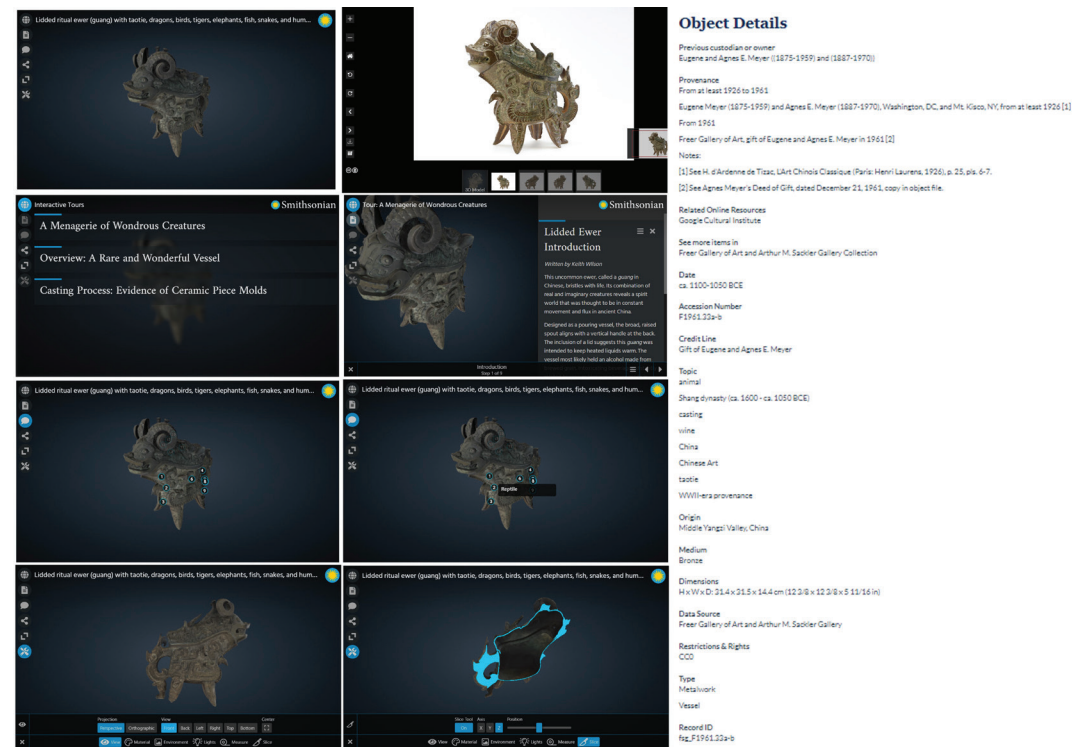 Lidded ritual ewer (guang) with taotie, dragons, birds, tigers, elephants, fish, snakes, and hum...
3D Model
Interactive Tours
Smithsonian
A Menagerie of Wondrous Creatures
Overview: A Rare and Wonderful Vessel
Casting Process: Evidence of Ceramic Piece Molds
Tour: A Menagerie of Wondrous Creatures
Smithsonian
Lidded Ewer
Introduction
Written by Keith Wilson
This uncommon ewer, called a guang in
Chinese, bristles with life. Its combination of
real and imaginary creatures reveals a spirit
world that was thought to be in constant
movement and flux in ancient China.
Designed as a pouring vessel, the broad, raised
spout aligns with a vertical handle at the back.
The inclusion of a lid suggests this guang was
intended to keep heated liquids warm. The
vessel most likely held an alcohol made from
Introduction
Step 1 of 9
Lidded ritual ewer (guang) with taotie, dragons, birds, tigers, elephants, fish, snakes, and hum...
Lidded ritual ewer (guang) with taotie, dragons, birds, tigers, elephants, fish, snakes, and hum...
Reptile
Lidded ritual ewer (guang) with taotie, dragons, birds, tigers, elephants, fish, snakes, and hum...
Projection View Center
Perspective Orthographic Front Back Left Right Top Bottom
View Material Environment Lights Measure Slice
Lidded ritual ewer (guang) with taotie, dragons, birds, tigers, elephants, fish, snakes, and hum...
Slice Tool Axis Position
On X Y Z
View Material Environment Lights Measure Slice
Object Details
Previous custodian or owner
Eugene and Agnes E. Meyer ((1875-1959) and (1887-1970))
Provenance
From at least 1926 to 1961
Eugene Meyer (1875-1959) and Agnes E. Meyer (1887-1970), Washington, DC, and Mt. Kisco, NY, from at least 1926 [1]
From 1961
Freer Gallery of Art, gift of Eugene and Agnes E. Meyer in 1961 [2]
Notes:
[1] See H. d'Ardenne de Tizac, L'Art Chinois Classique (Paris: Henri Laurens, 1926), p. 25, pls. 6-7.
[2] See Agnes Meyer's Deed of Gift, dated December 21, 1961, copy in object file.
Related Online Resources
Google Cultural Institute
See more items in
Freer Gallery of Art and Arthur M. Sackler Gallery Collection
Date
ca. 1100-1050 BCE
Accession Number
F1961.33a-b
Credit Line
Gift of Eugene and Agnes E. Meyer
Topic
animal
Shang dynasty (ca. 1600 - ca. 1050 BCE)
casting
wine
China
Chinese Art
taotie
WWII-era provenance
Origin
Middle Yangzi Valley, China
Medium
Bronze
Dimensions
H x W x D: 31.4 x 31.5 x 14.4 cm (12 3/8 x 12 3/8 x 5 11/16 in)
Data Source
Freer Gallery of Art and Arthur M. Sackler Gallery
Restrictions & Rights
CC0
Type
Metalwork
Vessel
Record ID
fsg_F1961.33a-b